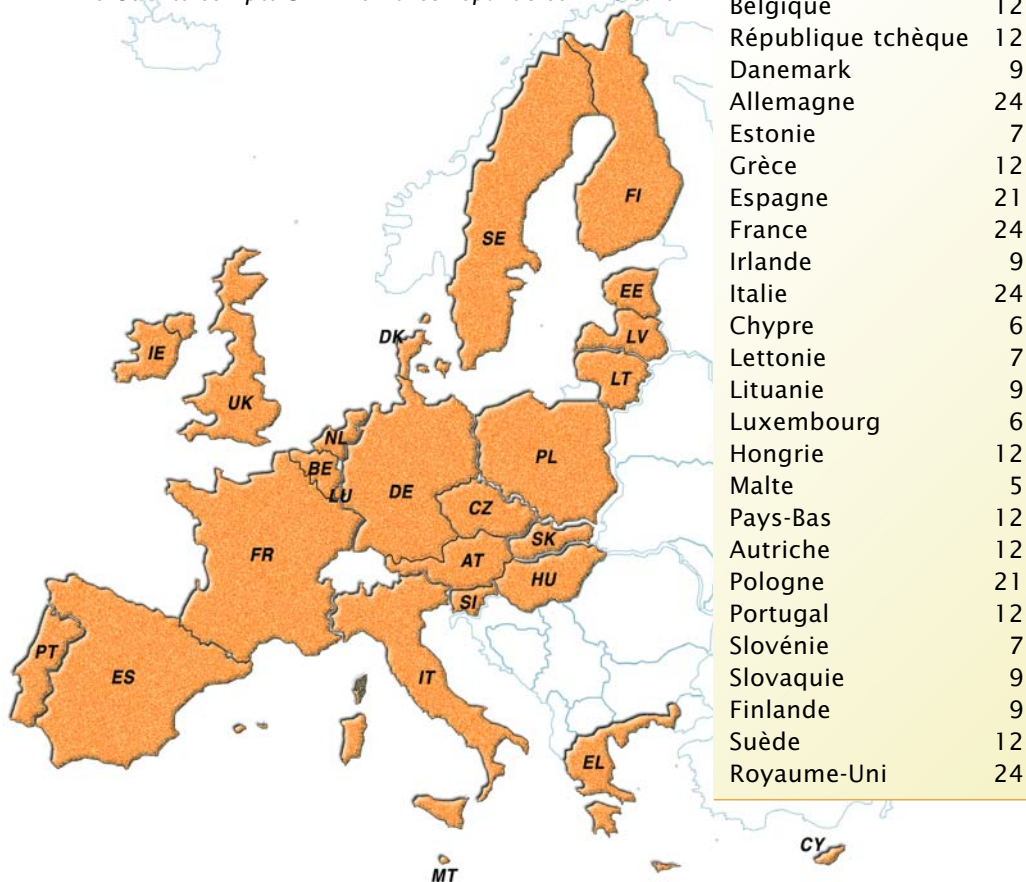 Belgique 12
République tchèque 12
Danemark 9
Allemagne 24
Estonie 7
Grèce 12
Espagne 21
France 24
Irlande 9
Italie 24
Chypre 6
Lettonie 7
Lituanie 9
Luxembourg 6
Hongrie 12
Malte 5
Pays-Bas 12
Autriche 12
Pologne 21
Portugal 12
Slovénie 7
Slovaquie 9
Finlande 9
Suède 12
Royaume-Uni 24
FI
SE
EE
LV
LT
DK
IE
UK
NL
BE
LU
DE
PL
CZ
SK
AT
HU
SI
FR
PT
ES
IT
EL
CY
MT